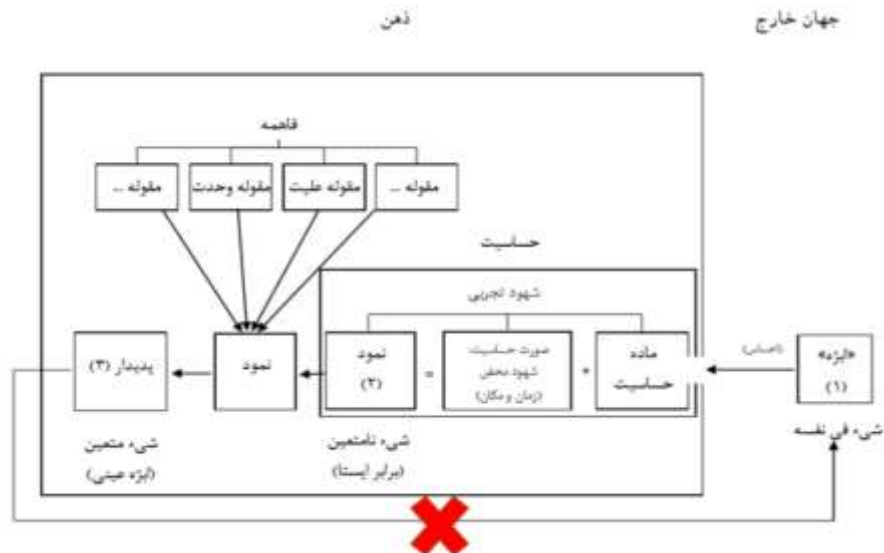 جهان خارج
ذهن
فاهمه
مقوله ...
مقوله علیت
مقوله وحدت
مقوله ...
حساسیت
شهود تجربی
«ابژه»
(۱)
شیء فی نفسه
(احساس)
ماده
حساسیت
+
صورت حساسیت:
شهود محض
(زمان و مکان)
=
نمود
(۲)
شیء نامتعین
(برابر ایستا)
نمود
پدیدار (۳)
شیء متعین
(ابژه عینی)